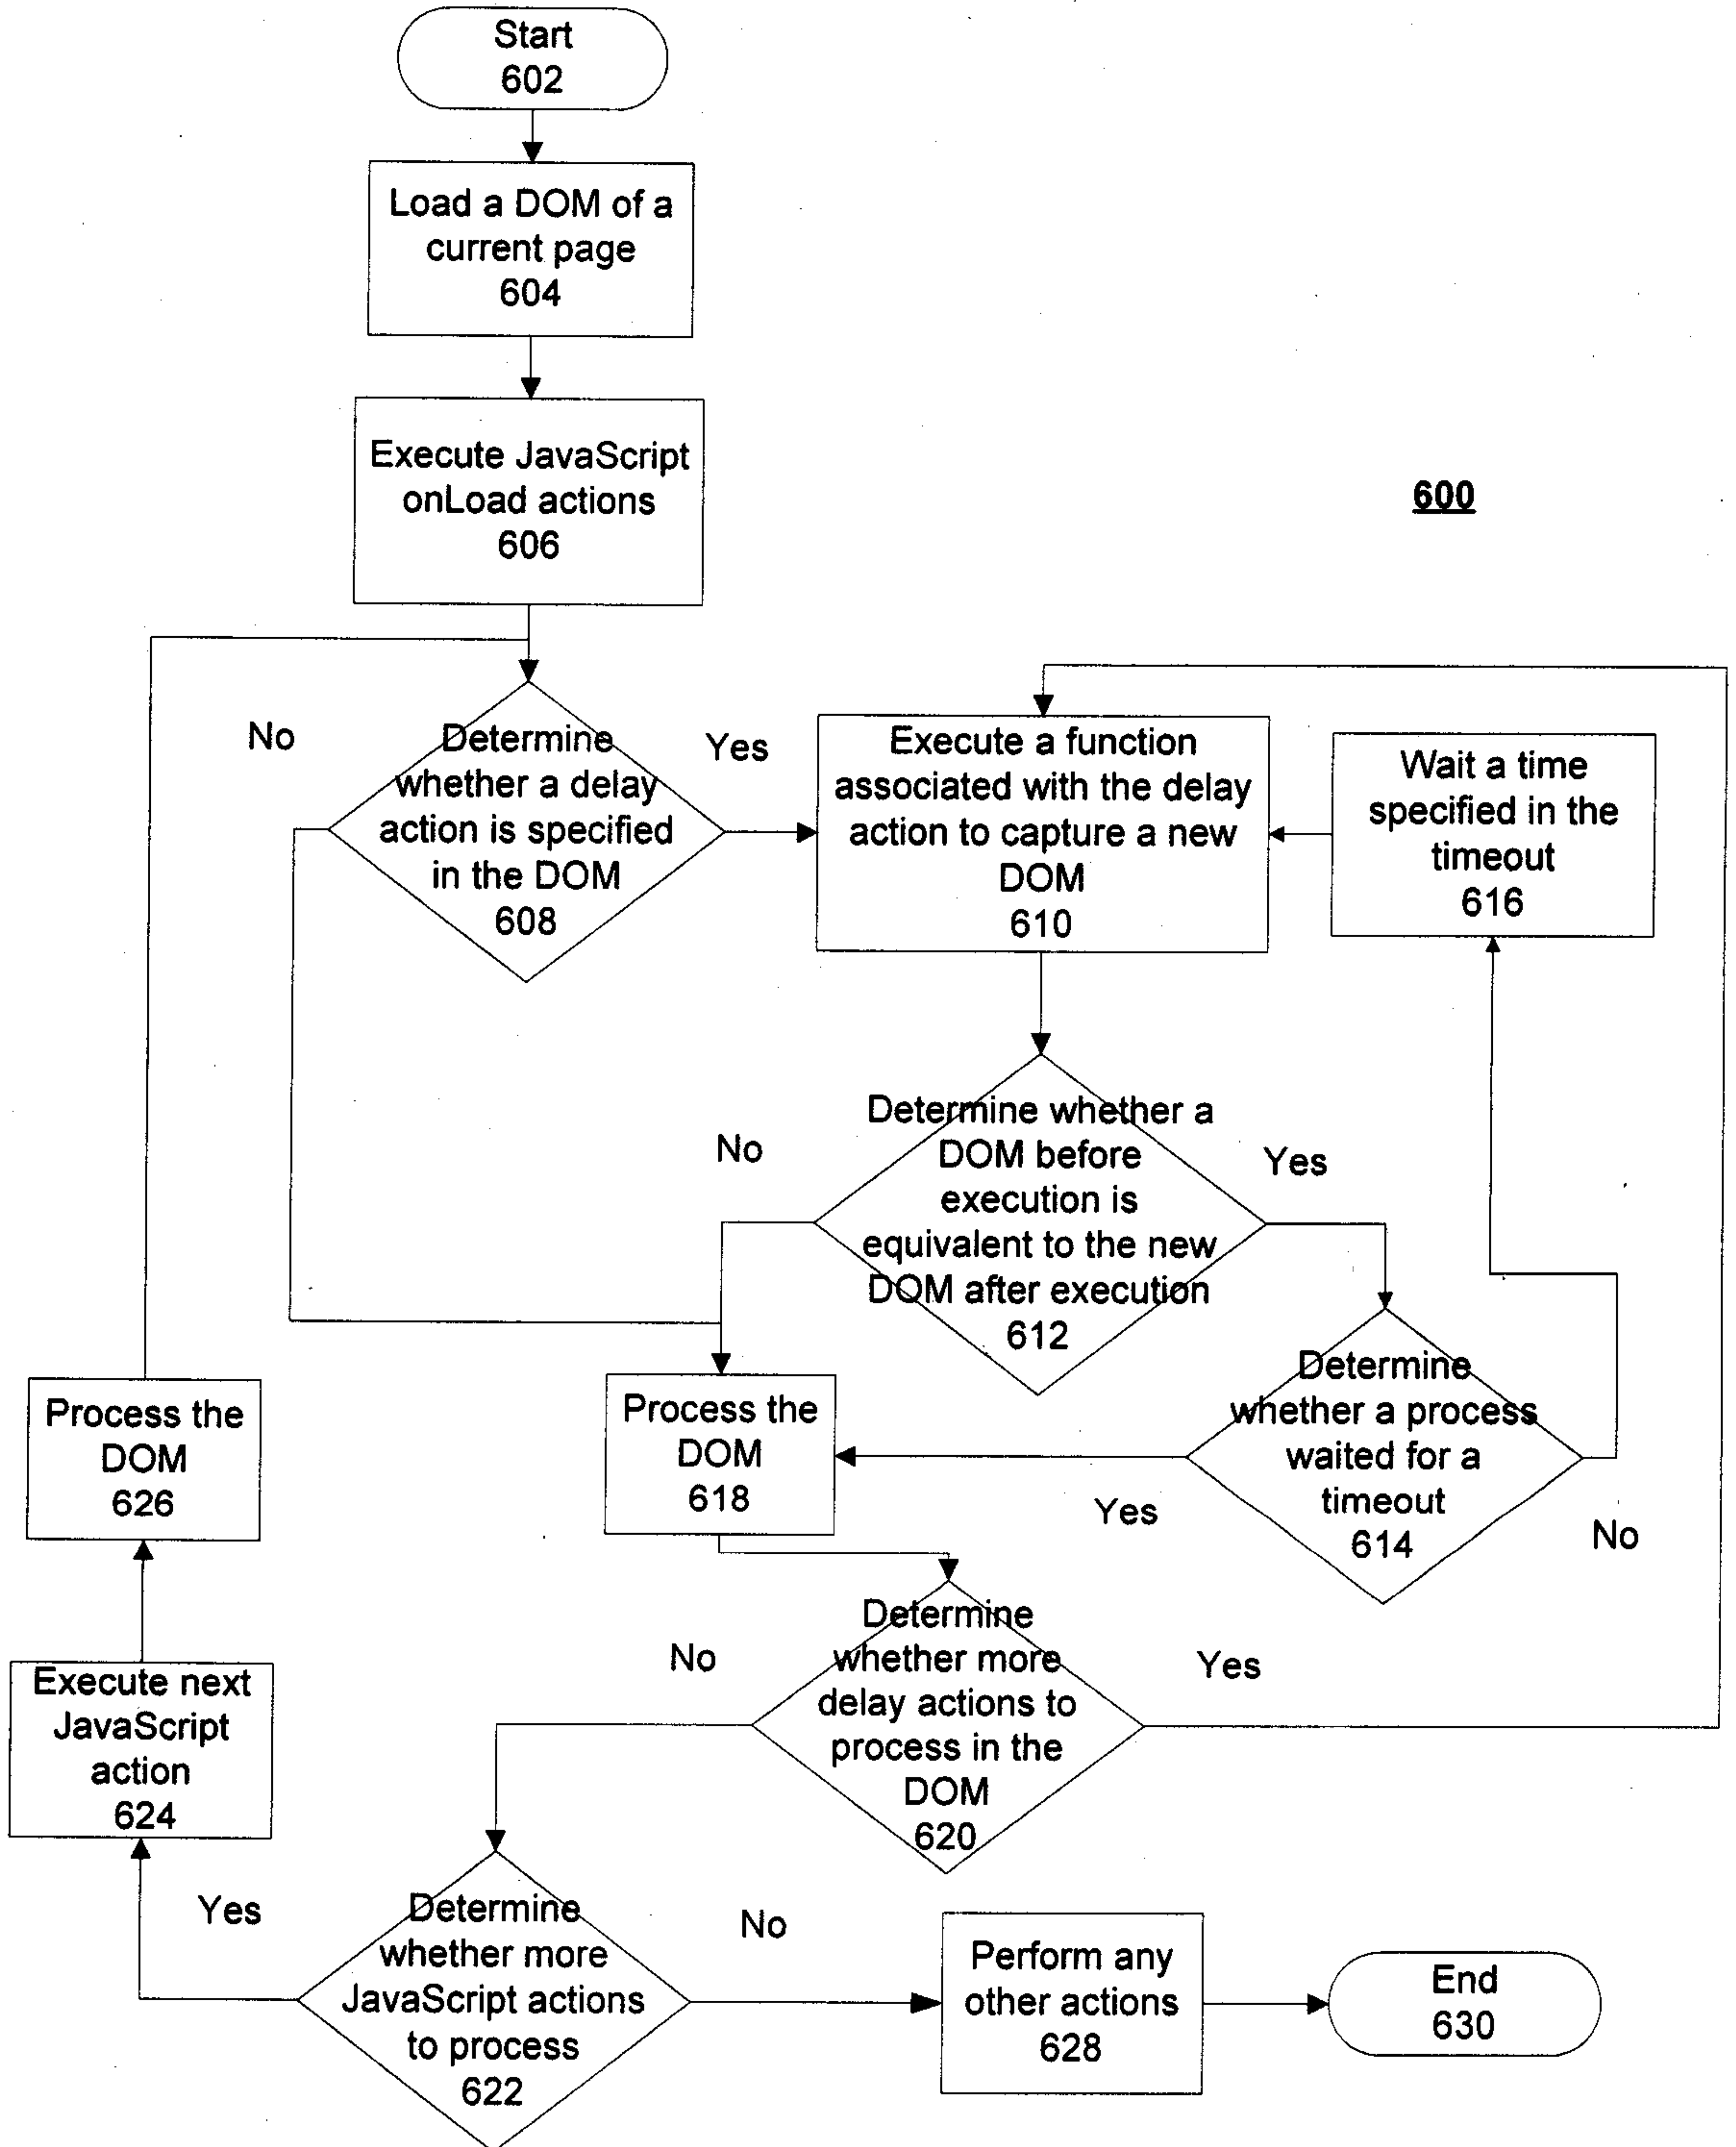 Start
602
Load a DOM of a
current page
604
Execute JavaScript
onLoad actions
606
600
No
Determine
whether a delay
action is specified
in the DOM
608
Yes
Execute a function
associated with the delay
action to capture a new
DOM
610
Wait a time
specified in the
timeout
616
No
Determine whether a
DOM before
execution is
equivalent to the new
DOM after execution
612
Yes
Process the
DOM
626
Process the
DOM
618
Yes
Determine
whether a process
waited for a
timeout
614
No
Execute next
JavaScript
action
624
No
Determine
whether more
delay actions to
process in the
DOM
620
Yes
Yes
Determine
whether more
JavaScript actions
to process
622
No
Perform any
other actions
628
End
630